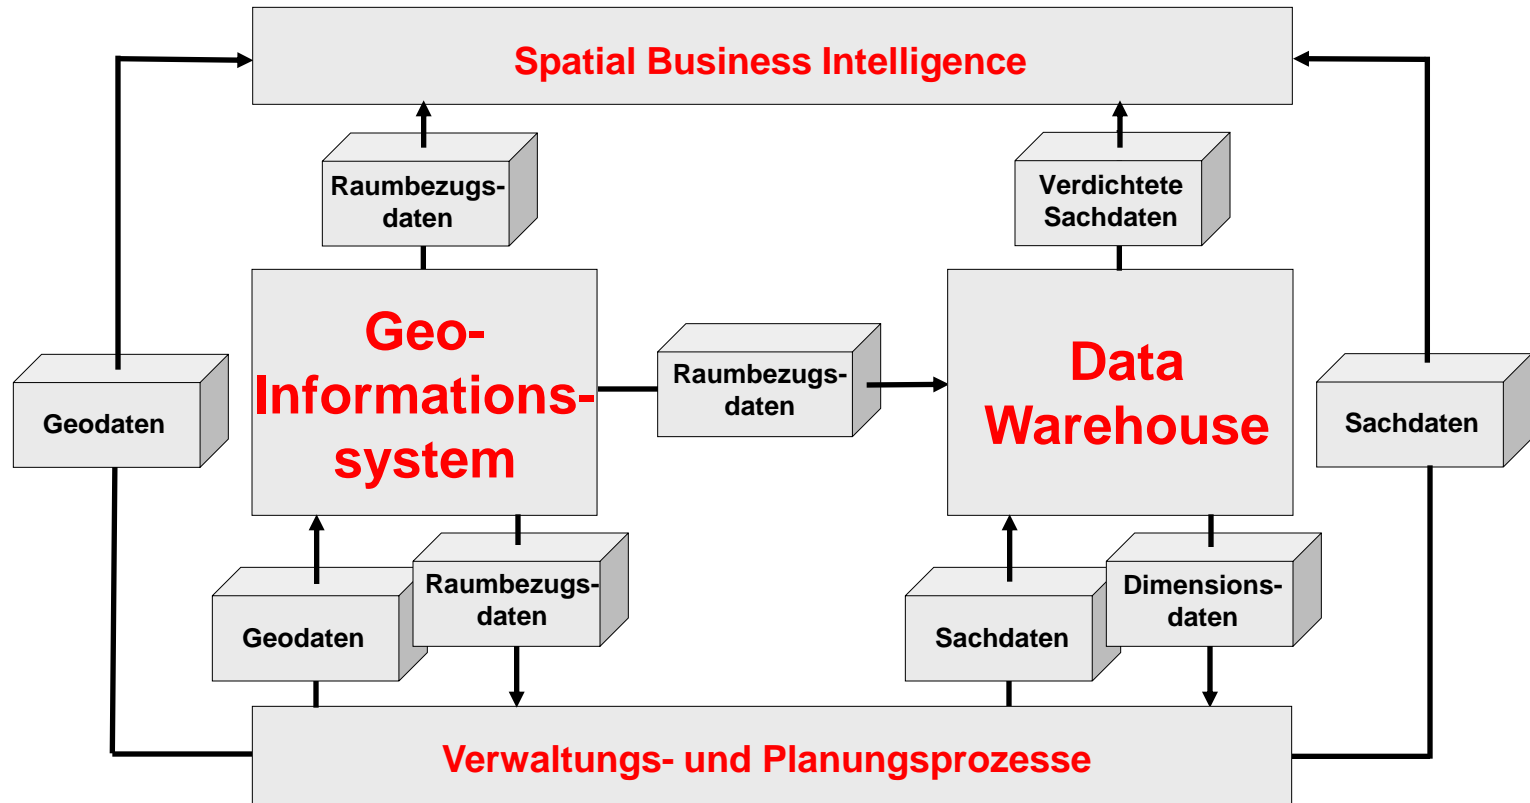 Spatial Business Intelligence
Raumbezugs-
daten
Verdichtete
Sachdaten
Geo-
Informations-
system
Raumbezugs-
daten
Data
Warehouse
Geodaten
Sachdaten
Geodaten
Raumbezugs-
daten
Sachdaten
Dimensions-
daten
Verwaltungs- und Planungsprozesse